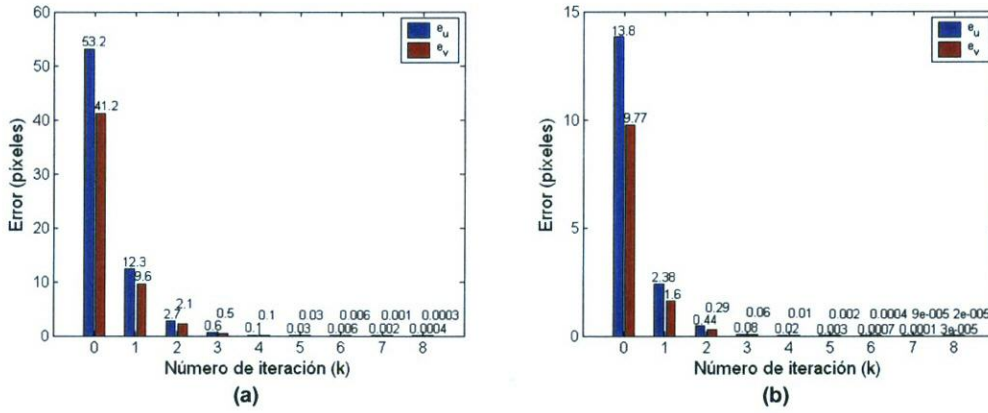 60
50
40
30
20
10
0
Error (píxeles)
53.2
41.2
12.3
9.6
2.7
2.1
0.6
0.5
0.1
0.1
0.03
0.03
0.006
0.006
0.002
0.001
0.0004
0.0003
e_u
e_v
0 1 2 3 4 5 6 7 8
Número de iteración (k)
(a)
15
10
5
0
Error (píxeles)
13.8
9.77
2.38
1.6
0.44
0.29
0.08
0.06
0.02
0.01
0.003
0.002
0.0007
0.0004
0.0001
9e-005
3e-005
2e-005
e_u
e_v
0 1 2 3 4 5 6 7 8
Número de iteración (k)
(b)